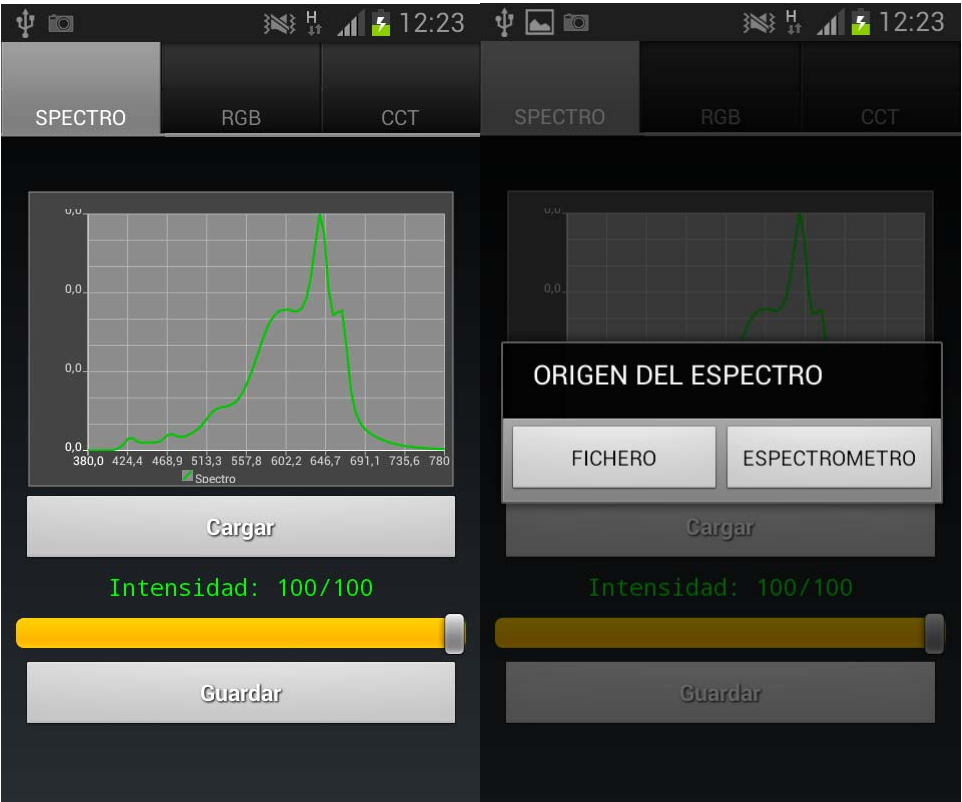 H 12:23
SPECTRO RGB CCT
0,0
0,0
0,0
0,0
380,0 424,4 468,9 513,3 557,8 602,2 646,7 691,1 735,6 780
Spectro
Cargar
Intensidad: 100/100
Guardar
H 12:23
SPECTRO RGB CCT
0,0
0,0
ORIGEN DEL ESPECTRO
FICHERO ESPECTROMETRO
Cargar
Intensidad: 100/100
Guardar